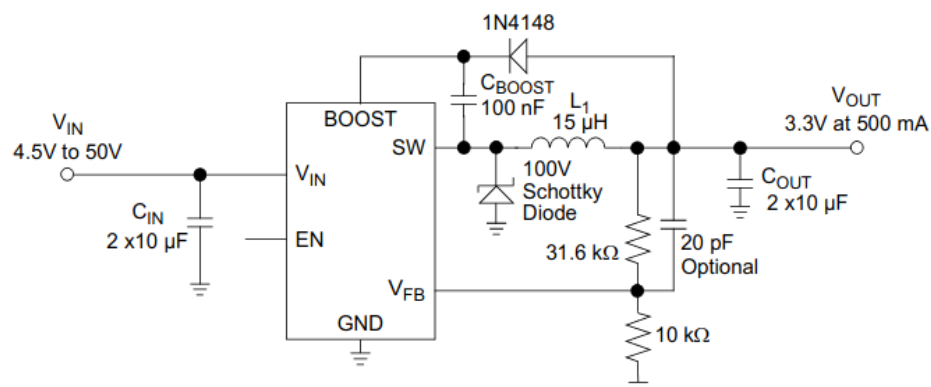 1N4148
C_BOOST
100 nF
L_1
15 µH
V_OUT
3.3V at 500 mA
V_IN
4.5V to 50V
BOOST
SW
V_IN
100V
Schottky
Diode
C_OUT
2 x10 µF
C_IN
2 x10 µF
EN
31.6 kΩ
20 pF
Optional
V_FB
GND
10 kΩ